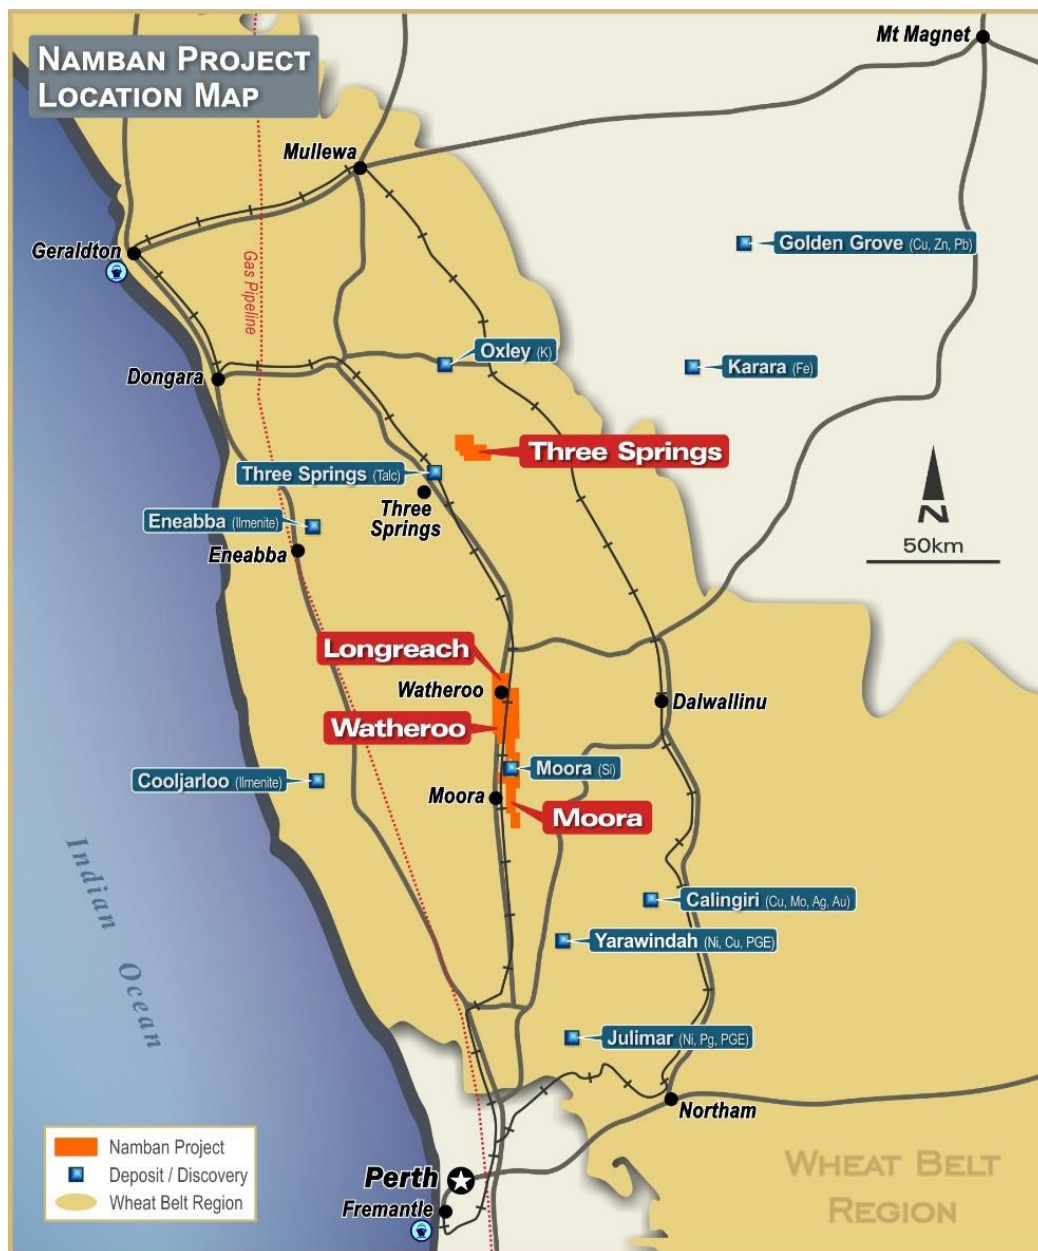 NAMBAN PROJECT
LOCATION MAP
Mt Magnet
Mullewa
Geraldton
Gas Pipeline
Golden Grove (Cu, Zn, Pb)
Oxley (K)
Karara (Fe)
Dongara
Three Springs
Three Springs (Talc)
Three
Springs
Eneabba (Ilmenite)
Eneabba
N
50km
Longreach
Watheroo
Watheroo
Dalwallinu
Cooljarloo (Ilmenite)
Moora (Si)
Moora
Moora
Indian Ocean
Calingiri (Cu, Mo, Ag, Au)
Yarawindah (Ni, Cu, PGE)
Julimar (Ni, Pg, PGE)
Northam
Perth
Fremantle
WHEAT BELT
REGION
Namban Project
Deposit / Discovery
Wheat Belt Region